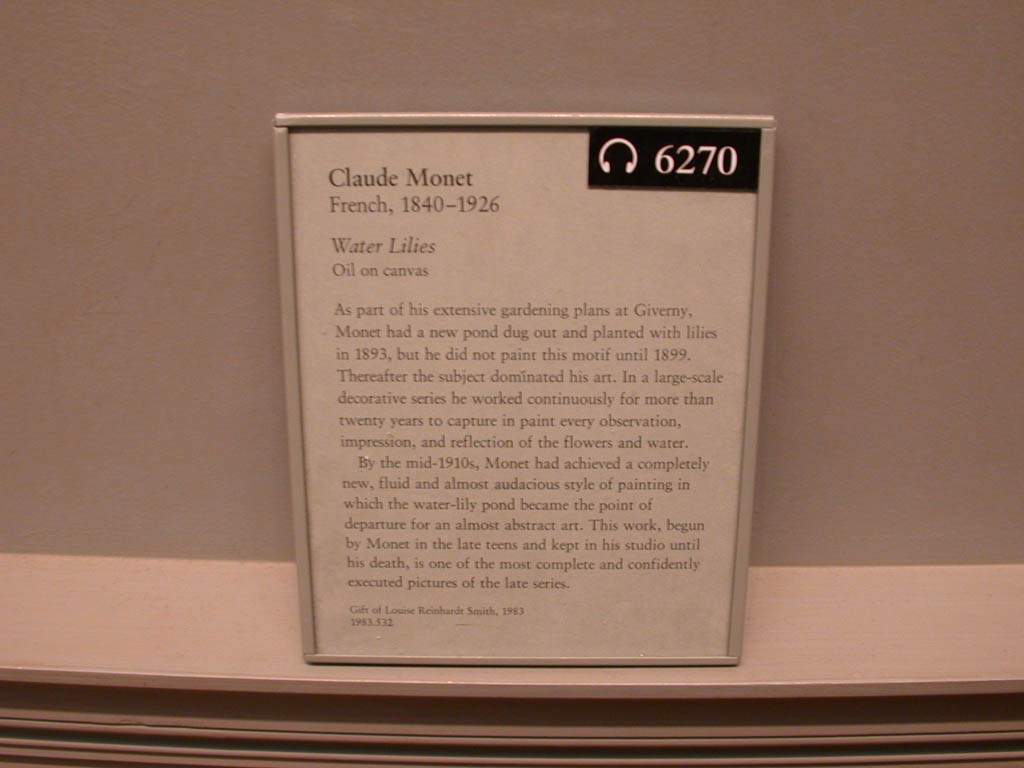 6270
Claude Monet
French, 1840–1926
Water Lilies
Oil on canvas
As part of his extensive gardening plans at Giverny,
Monet had a new pond dug out and planted with lilies
in 1893, but he did not paint this motif until 1899.
Thereafter the subject dominated his art. In a large-scale
decorative series he worked continuously for more than
twenty years to capture in paint every observation,
impression, and reflection of the flowers and water.
By the mid-1910s, Monet had achieved a completely
new, fluid and almost audacious style of painting in
which the water-lily pond became the point of
departure for an almost abstract art. This work, begun
by Monet in the late teens and kept in his studio until
his death, is one of the most complete and confidently
executed pictures of the late series.
Gift of Louise Reinhardt Smith, 1983
1983.532